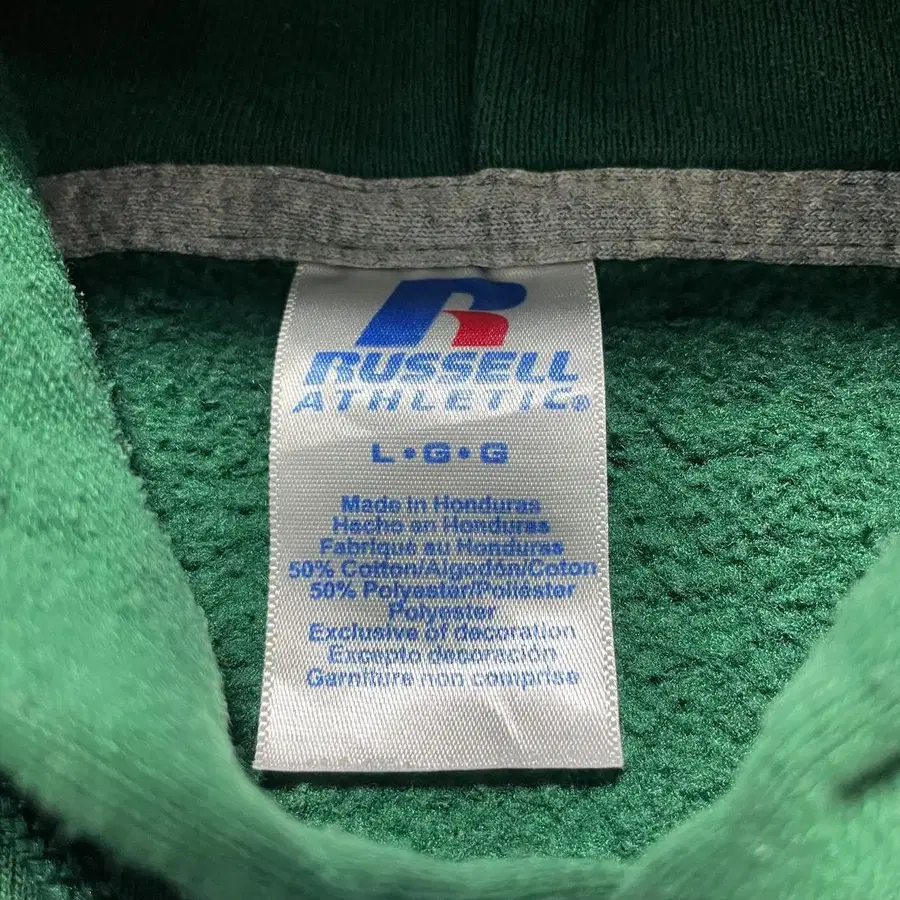 R
RUSSELL
ATHLETIC®
L•G•G
Made in Honduras
Hecho en Honduras
Fabriqué au Honduras
50% Cotton/Algodón/Coton
50% Polyester/Poliéster
Polyester
Exclusive of decoration
Excepto decoración
Garniture non comprise